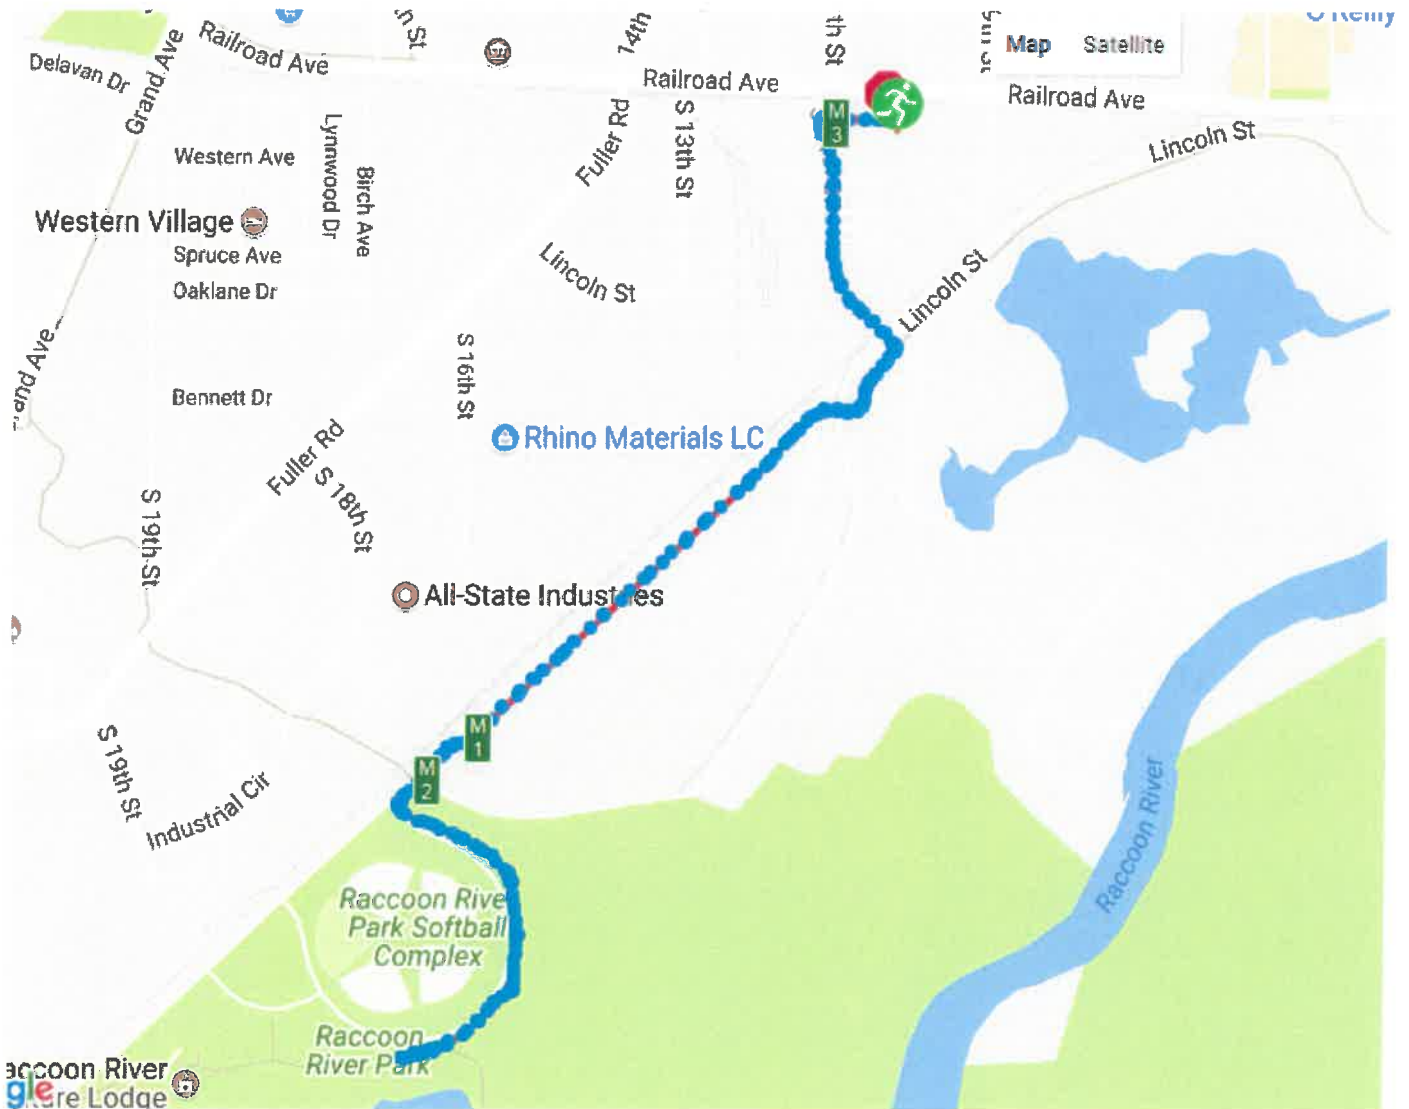 Railroad Ave
14th
th St
Map
Satellite
Delavan Dr
Grand Ave
Railroad Ave
Railroad Ave
M
3
Western Ave
Lynnwood Dr
Birch Ave
Fuller Rd
S 13th St
Lincoln St
Western Village
Spruce Ave
Oaklane Dr
Lincoln St
Lincoln St
S 16th St
Bennett Dr
Fuller Rd
Rhino Materials LC
S 18th St
S 19th St
All-State Industries
M
1
M
2
S 19th St
Industrial Cir
Raccoon River
Raccoon Rive
Park Softball
Complex
Raccoon
River Park
accoon River
Lodge